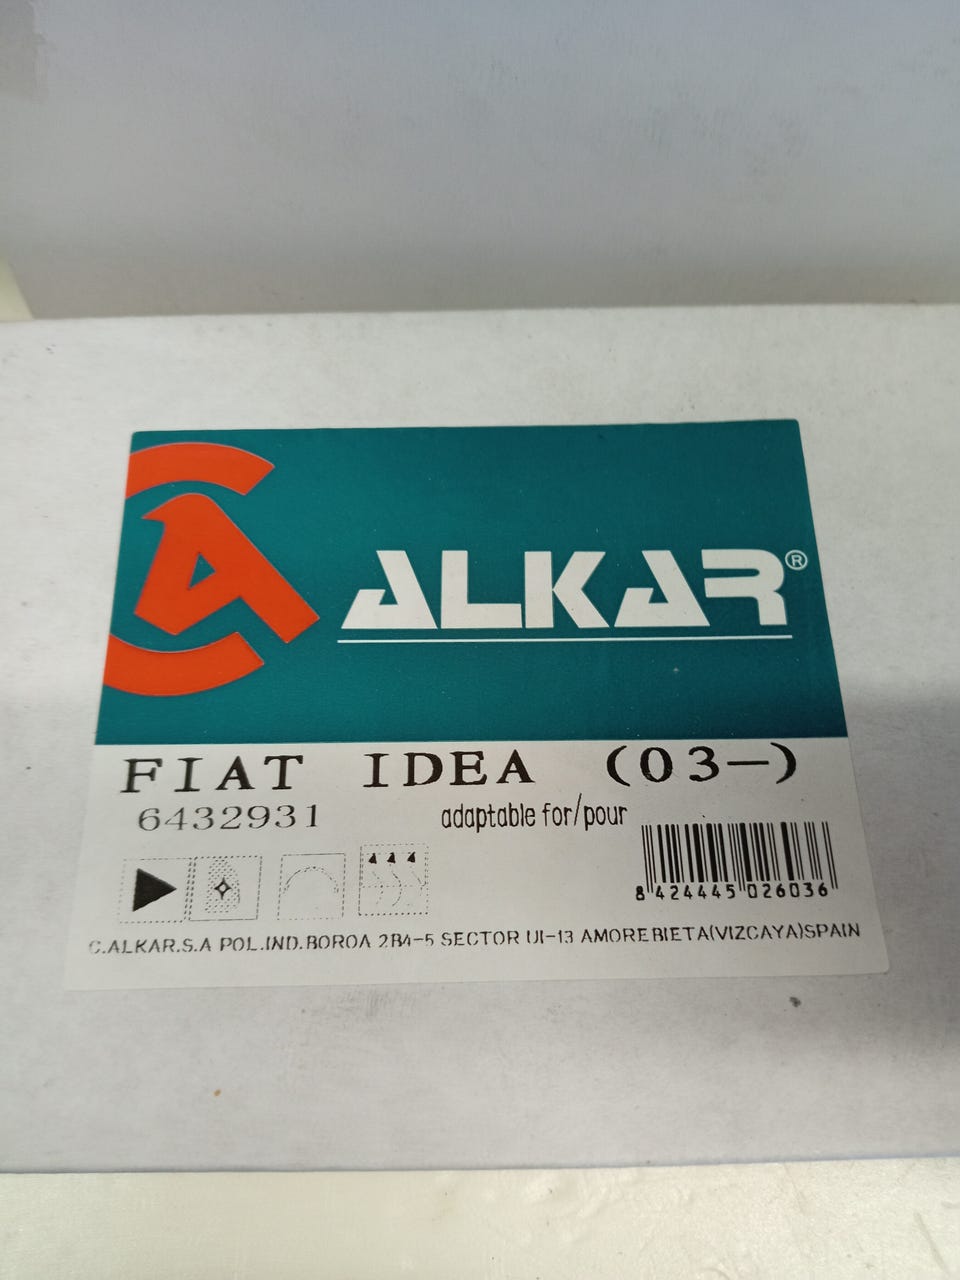 ALKAR®
FIAT IDEA (03-)
6432931
adaptable for/pour
8 424445 026036
C.ALKAR.S.A POL.IND.BOROA 2B4-5 SECTOR UI-13 AMOREBIETA(VIZCAYA)SPAIN